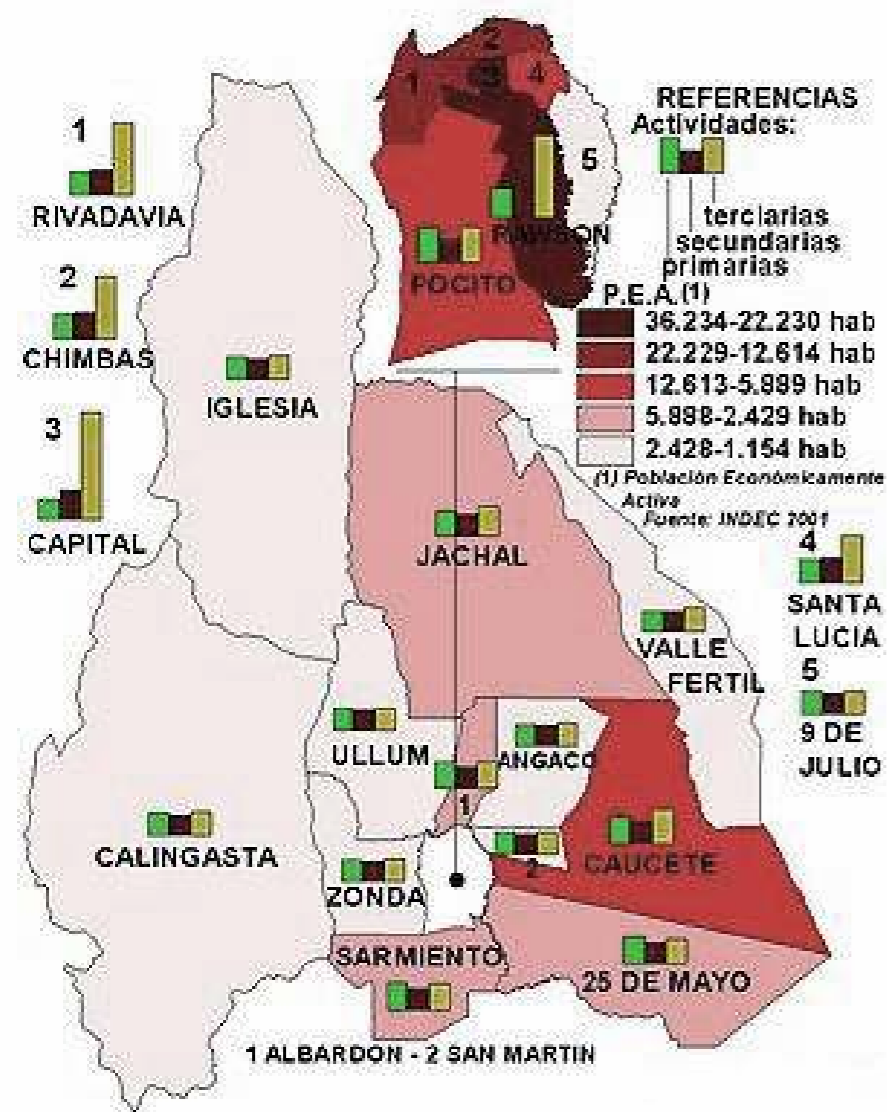 2
1
3
4
5
RAWSON
POCITO
REFERENCIAS
Actividades:
terciarias
secundarias
primarias
P.E.A.(1)
36.234-22.230 hab
22.229-12.614 hab
12.613-5.889 hab
5.888-2.429 hab
2.428-1.154 hab
(1) Población Económicamente
Activa
Fuente: INDEC 2001
1
RIVADAVIA
2
CHIMBAS
3
CAPITAL
4
SANTA
LUCIA
5
9 DE
JULIO
IGLESIA
JACHAL
VALLE
FERTIL
ULLUM
ANGACO
1
2
CAUCETE
CALINGASTA
ZONDA
SARMIENTO
25 DE MAYO
1 ALBARDON - 2 SAN MARTIN